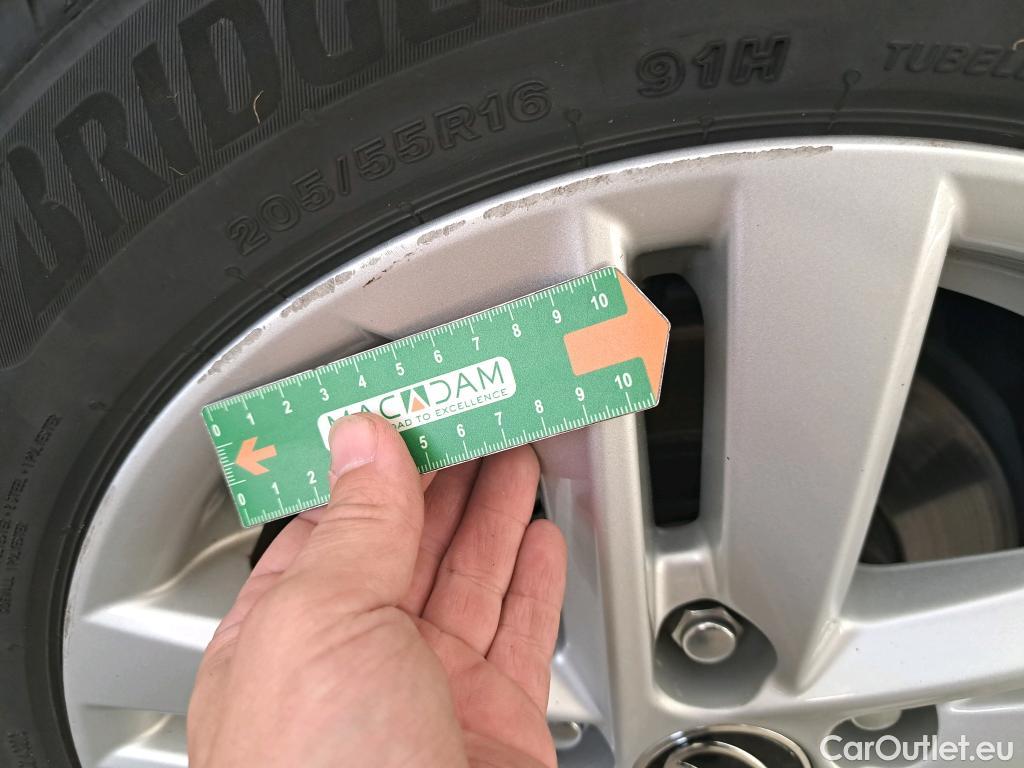 BRIDGE
205/55R16
91H
TUBEL
0 1 2 3 4 5 6 7 8 9 10
MACADAM
ROAD TO EXCELLENCE
0 1 2 5 6 7 8 9 10
CarOutlet.eu